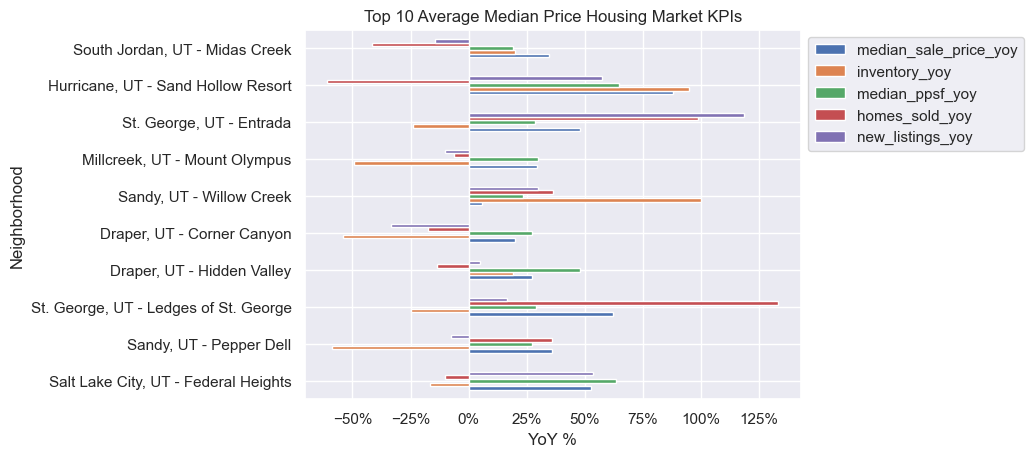 Top 10 Average Median Price Housing Market KPIs
South Jordan, UT - Midas Creek
Hurricane, UT - Sand Hollow Resort
St. George, UT - Entrada
Millcreek, UT - Mount Olympus
Sandy, UT - Willow Creek
Draper, UT - Corner Canyon
Draper, UT - Hidden Valley
St. George, UT - Ledges of St. George
Sandy, UT - Pepper Dell
Salt Lake City, UT - Federal Heights
Neighborhood
−50% −25% 0% 25% 50% 75% 100% 125%
YoY %
median_sale_price_yoy
inventory_yoy
median_ppsf_yoy
homes_sold_yoy
new_listings_yoy